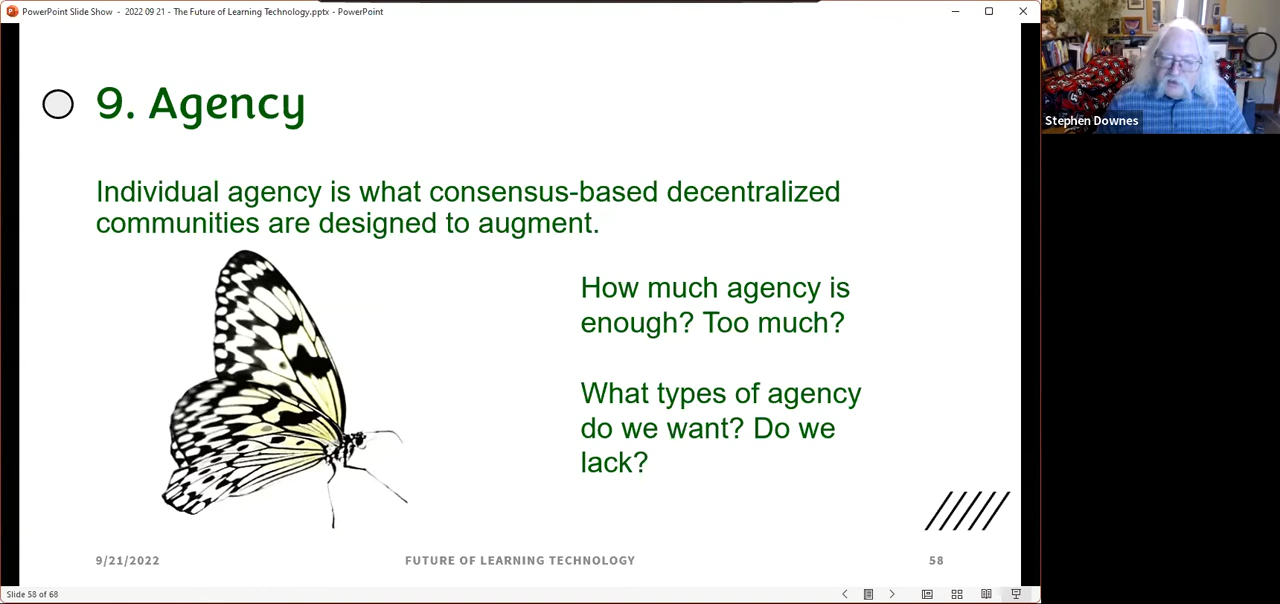 PowerPoint Slide Show - 2022 09 21 - The Future of Learning Technology.pptx - PowerPoint
9. Agency
Individual agency is what consensus-based decentralized
communities are designed to augment.
How much agency is
enough? Too much?
What types of agency
do we want? Do we
lack?
9/21/2022
FUTURE OF LEARNING TECHNOLOGY
58
Slide 58 of 68
Stephen Downes